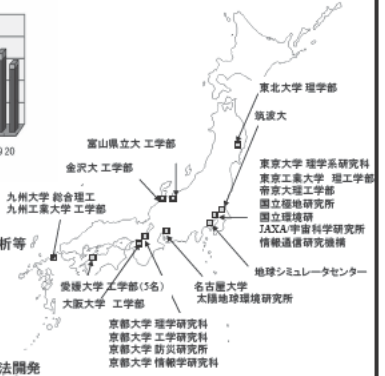 920
東北大学 理学部
筑波大
富山県立大 工学部
金沢大 工学部
九州大学 総合理工
九州工業大学 工学部
東京大学 理学系研究科
東京工業大学 理工学部
帝京大理工学部
国立極地研究所
国立環境研
JAXA/宇宙科学研究所
情報通信研究機構
析等
地球シミュレータセンター
愛媛大学 工学部(5名)
大阪大学 工学部
名古屋大学
太陽地球環境研究所
京都大学 理学研究科
京都大学 工学研究科
京都大学 防災研究所
京都大学 情報学研究科
法開発